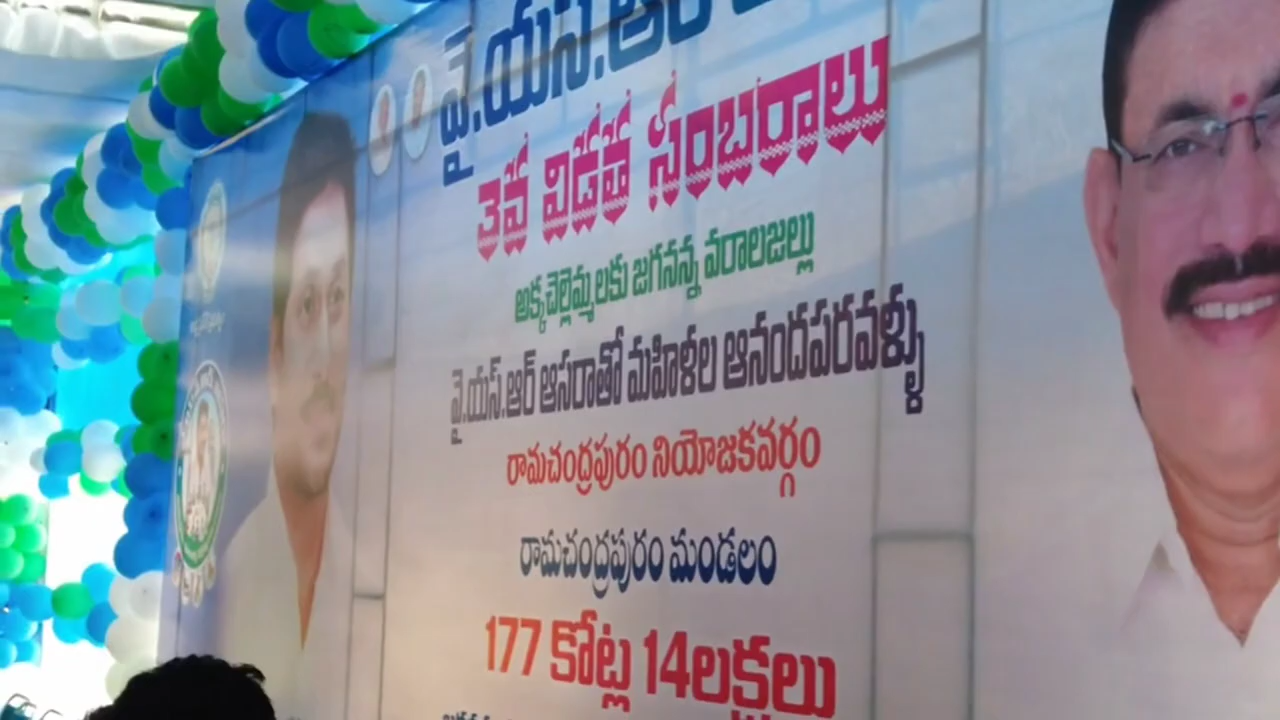 వై.యస్.ఆర్
3వ విడత సంబరాలు
అక్కచెల్లెమ్మలకు జగనన్న వరాలజల్లు
వై.యస్.ఆర్ ఆసరాతో మహిళల ఆనందపరవళ్ళు
రామచంద్రపురం నియోజకవర్గం
రామచంద్రపురం మండలం
177 కోట్ల 14లక్షలు